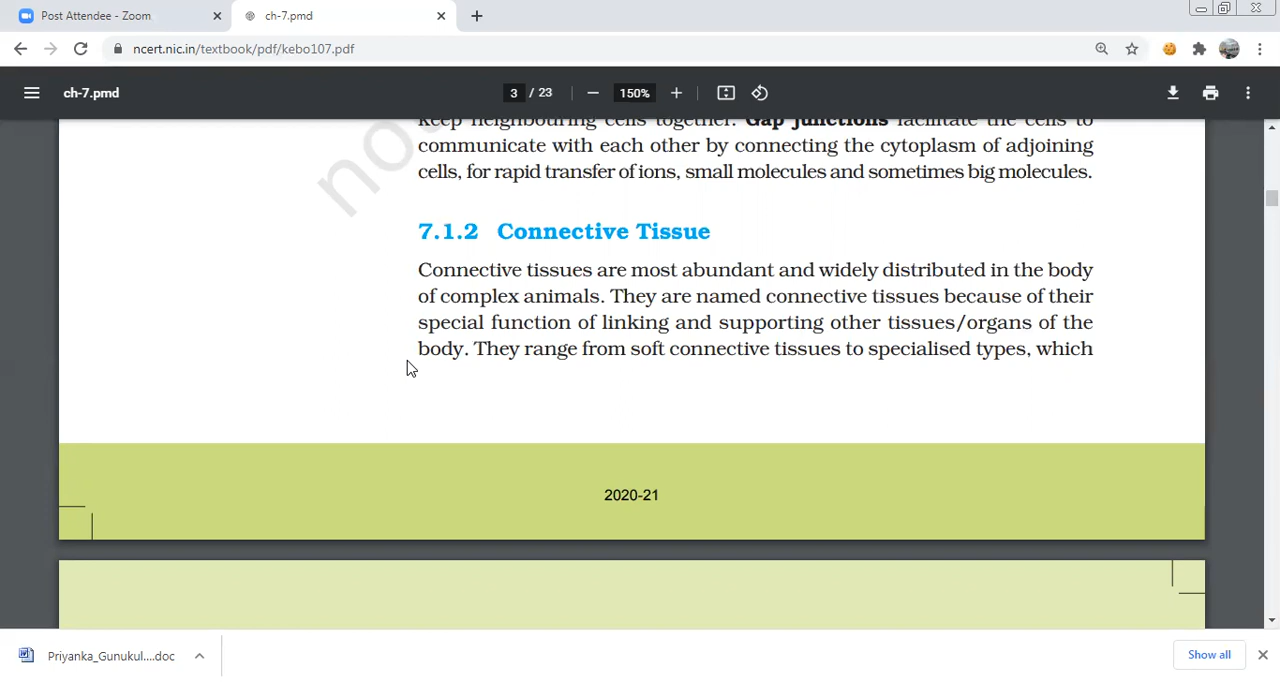 Post Attendee - Zoom
ch-7.pmd
ncert.nic.in/textbook/pdf/kebo107.pdf
ch-7.pmd
3 / 23
150%
keep neighbouring cells together. Gap junctions facilitate the cells to
communicate with each other by connecting the cytoplasm of adjoining
cells, for rapid transfer of ions, small molecules and sometimes big molecules.
not
7.1.2 Connective Tissue
Connective tissues are most abundant and widely distributed in the body
of complex animals. They are named connective tissues because of their
special function of linking and supporting other tissues/organs of the
body. They range from soft connective tissues to specialised types, which
2020-21
Priyanka_Gunukul....doc
Show all